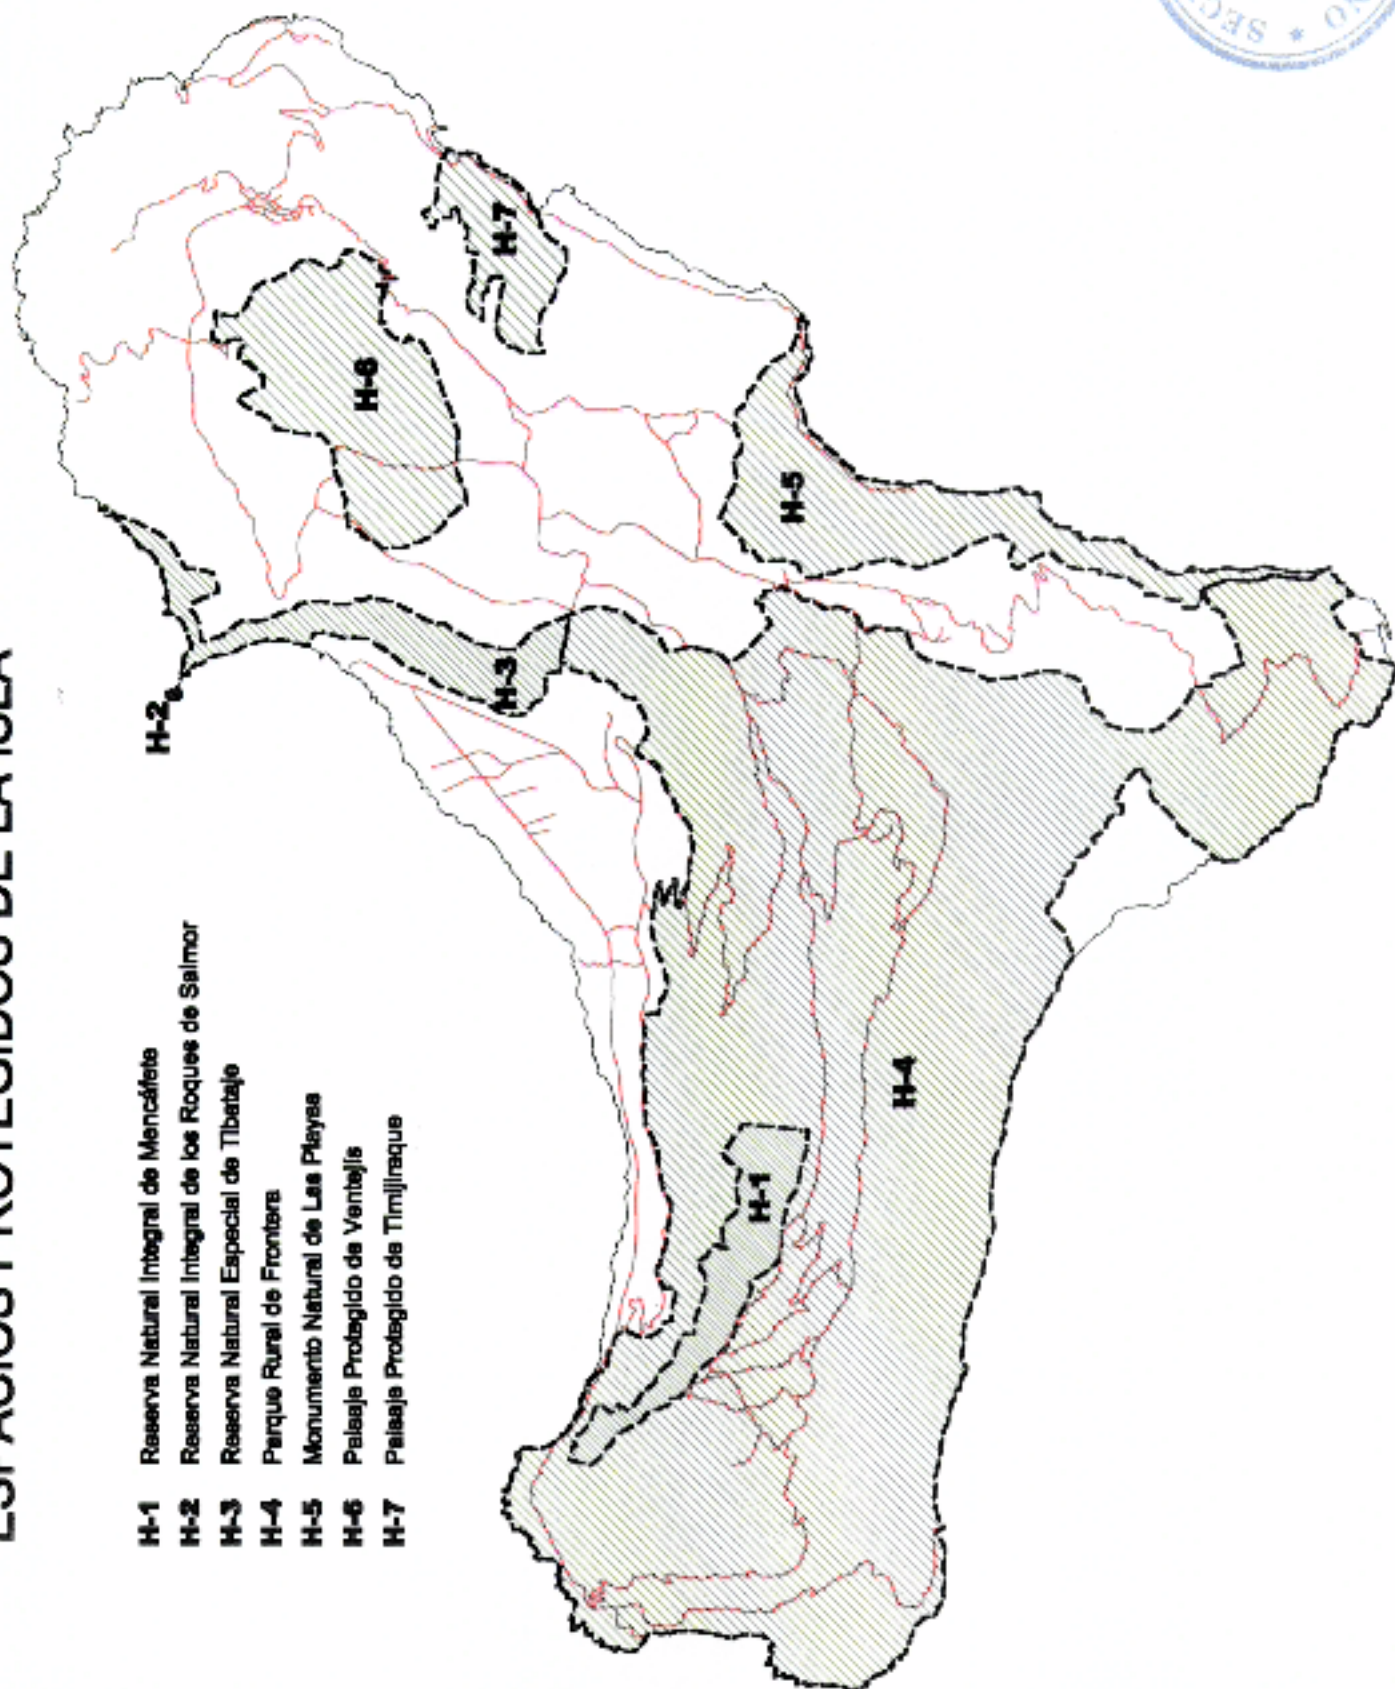 ESPACIOS PROTEGIDOS DE LA ISLA
H-1 Reserva Natural Integral de Mencáfete
H-2 Reserva Natural Integral de los Roques de Salmor
H-3 Reserva Natural Especial de Tibataje
H-4 Parque Rural de Frontera
H-5 Monumento Natural de Las Playas
H-6 Paisaje Protegido de Ventejís
H-7 Paisaje Protegido de Timijiraque
H-2
H-3
H-6
H-7
H-5
H-1
H-4